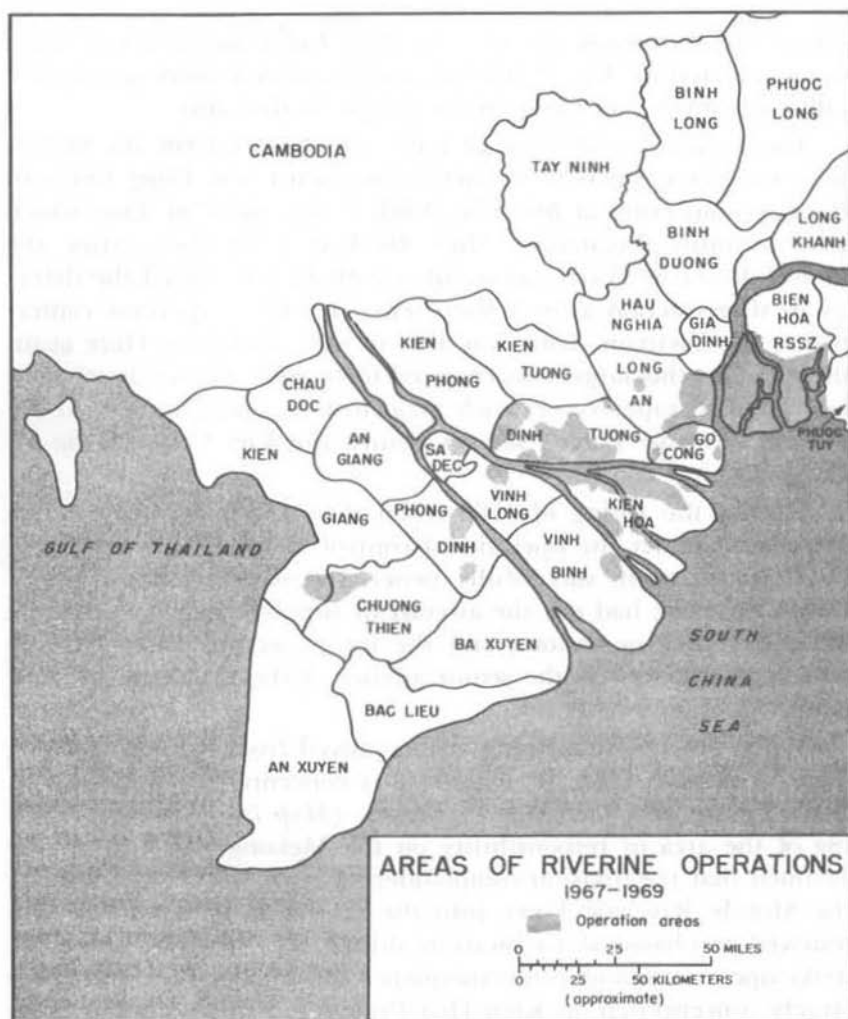 BINH
LONG
PHUOC
LONG
CAMBODIA
TAY NINH
BINH
DUONG
LONG
KHANH
HAU
NGHIA
GIA
DINH
BIEN
HOA
RSSZ
PHUOC
TUY
KIEN
PHONG
KIEN
TUONG
LONG
AN
CHAU
DOC
AN
GIANG
SA
DEC
DINH
TUONG
GO
CONG
KIEN
GIANG
PHONG
DINH
VINH
LONG
KIEN
HOA
VINH
BINH
GULF OF THAILAND
CHUONG
THIEN
BA XUYEN
SOUTH
CHINA
SEA
BAC LIEU
AN XUYEN
AREAS OF RIVERINE OPERATIONS
1967-1969
Operation areas
0 25 50 MILES
0 50 KILOMETERS
(approximate)